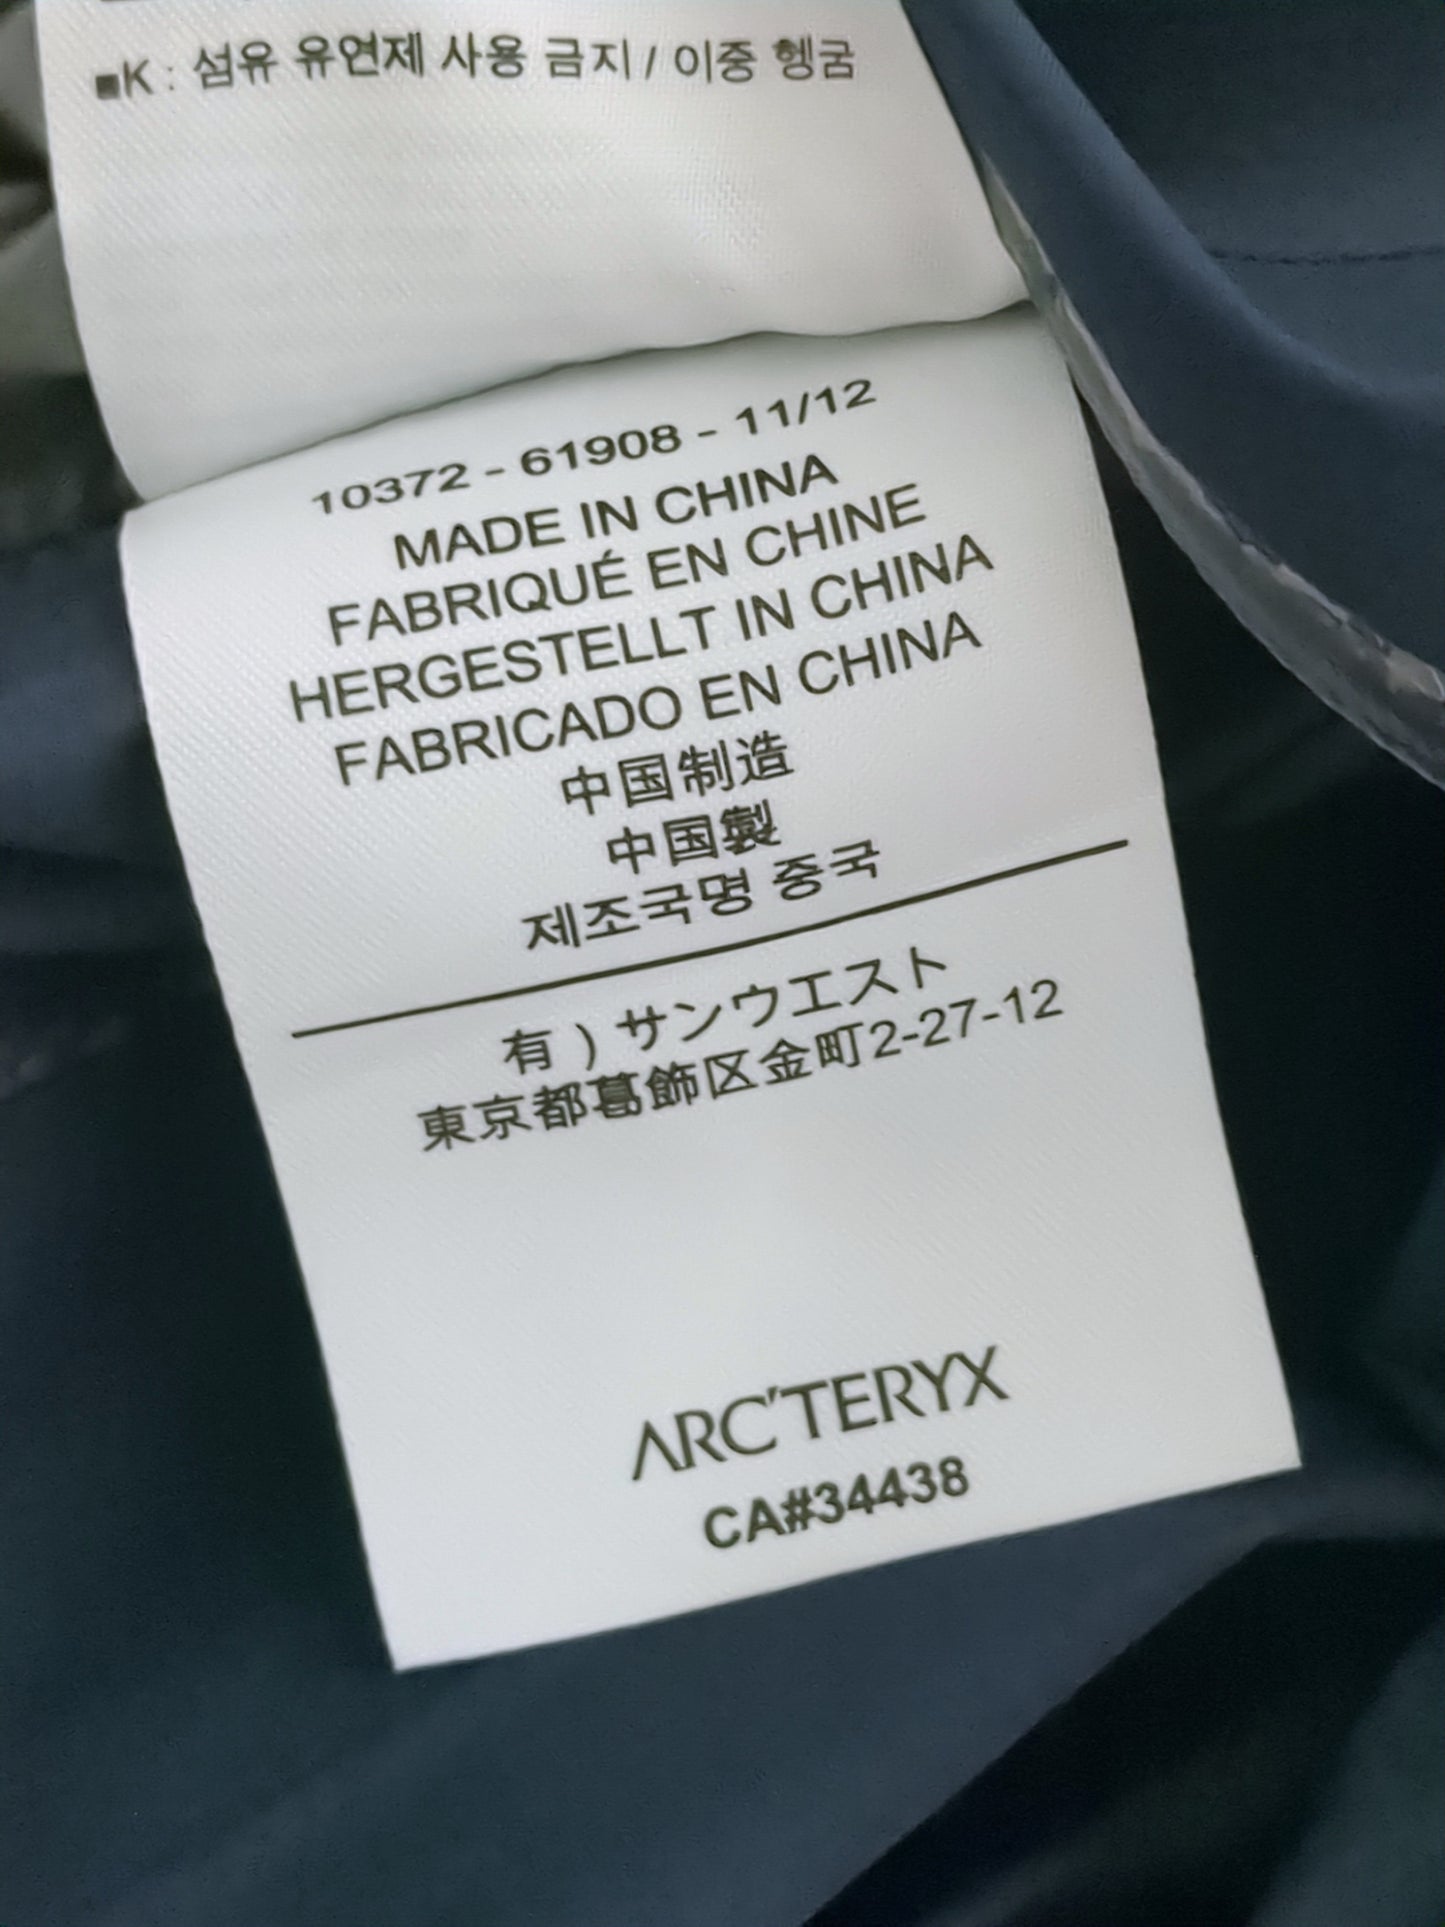 ■K : 섬유 유연제 사용 금지 / 이중 헹굼
10372 - 61908 - 11/12
MADE IN CHINA
FABRIQUÉ EN CHINE
HERGESTELLT IN CHINA
FABRICADO EN CHINA
中国制造
中国製
제조국명 중국
有 ) サンウエスト
東京都葛飾区金町2-27-12
ARC'TERYX
CA#34438